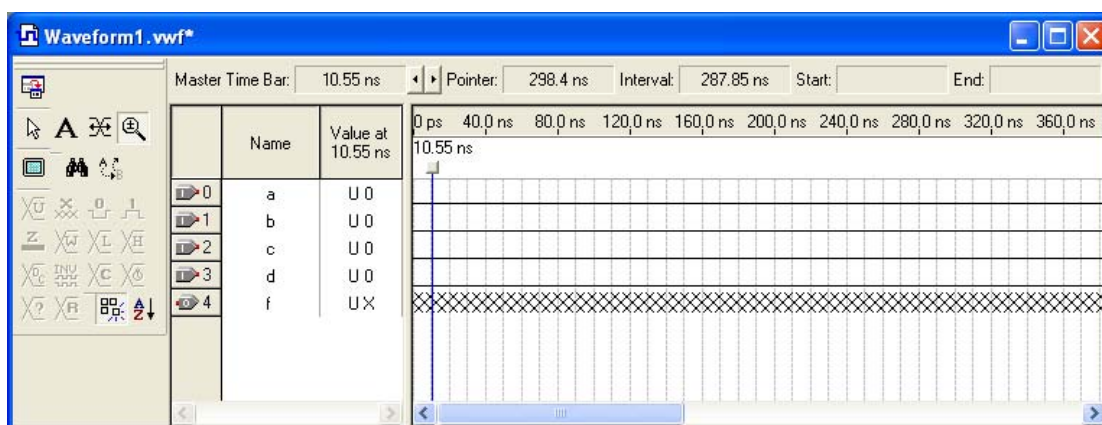 Waveform1.vwf*
Master Time Bar: 10.55 ns Pointer: 298.4 ns Interval: 287.85 ns Start: End:
Name Value at 10.55 ns
0 ps 40.0 ns 80.0 ns 120.0 ns 160.0 ns 200.0 ns 240.0 ns 280.0 ns 320.0 ns 360.0 ns
10.55 ns
0 a U 0
1 b U 0
2 c U 0
3 d U 0
4 f U X